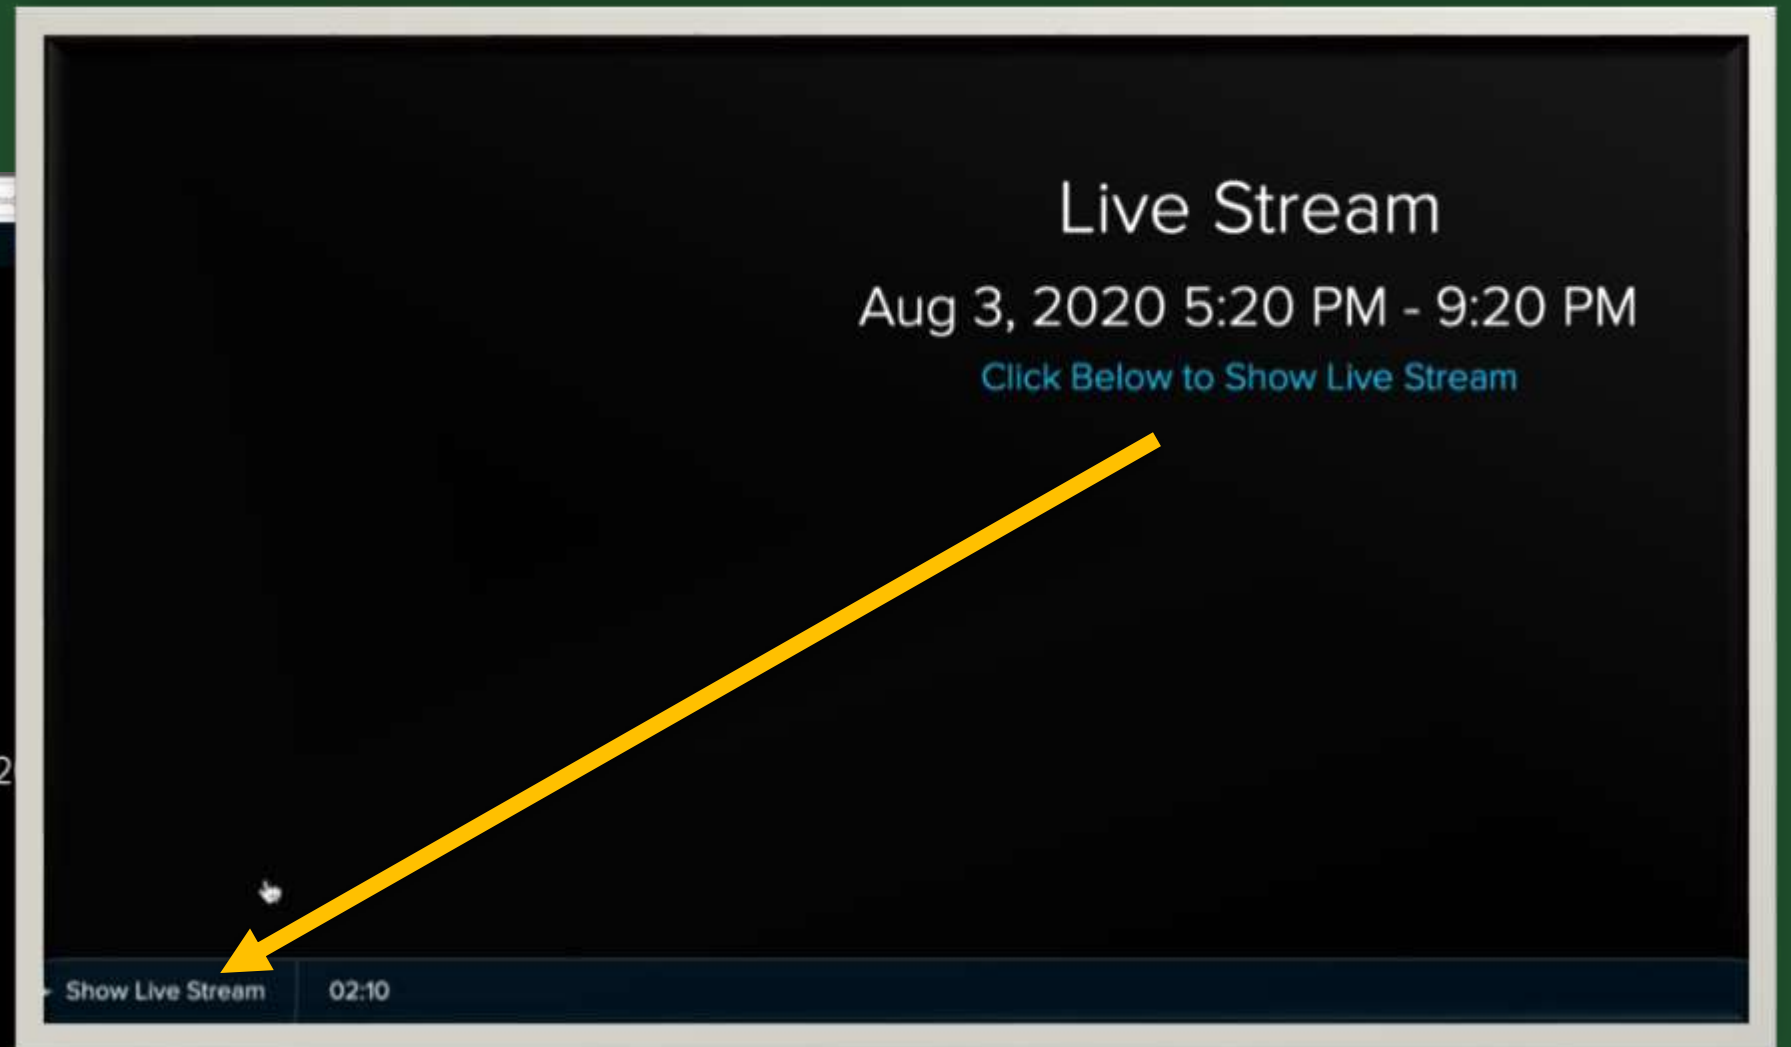 Live Stream
Aug 3, 2020 5:20 PM - 9:20 PM
Click Below to Show Live Stream
Show Live Stream 02:10